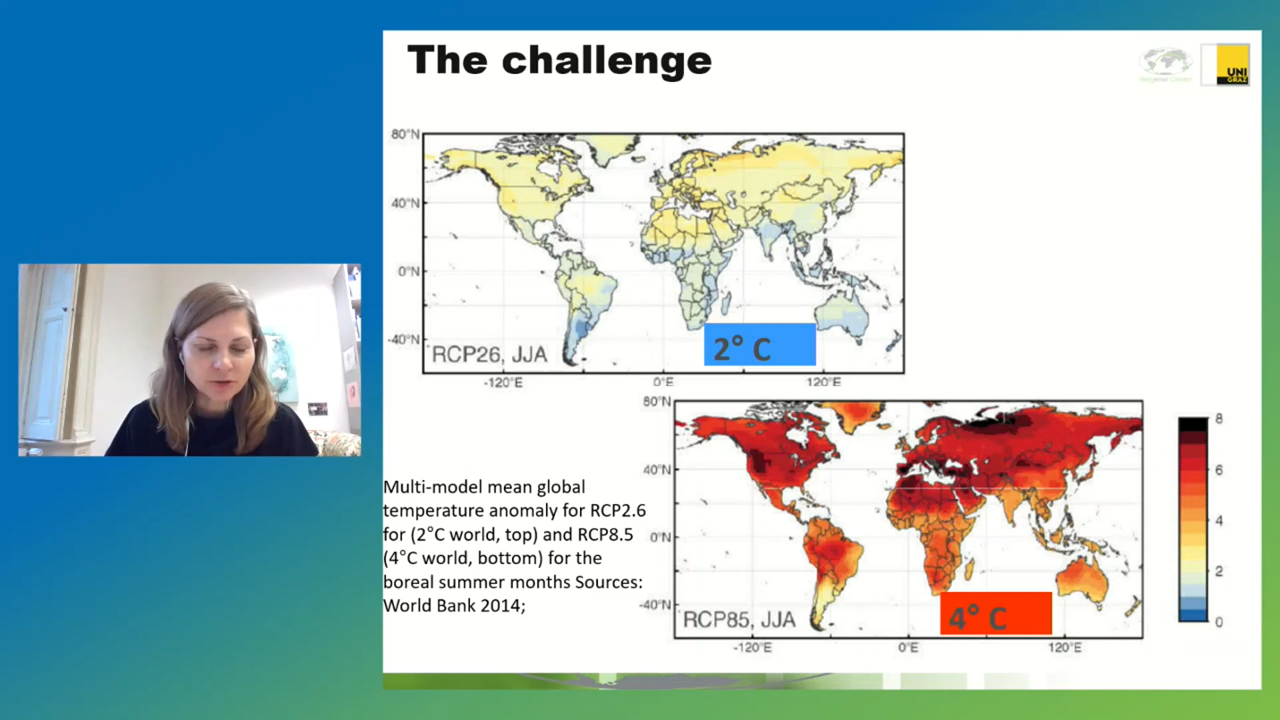 The challenge
UNI
GRAZ
80°N
40°N
0°N
-40°N
RCP26, JJA
2° C
-120°E
0°E
120°E
80°N
40°N
0°N
-40°N
RCP85, JJA
4° C
-120°E
0°E
120°E
8
6
4
2
0
Multi-model mean global
temperature anomaly for RCP2.6
for (2°C world, top) and RCP8.5
(4°C world, bottom) for the
boreal summer months Sources:
World Bank 2014;